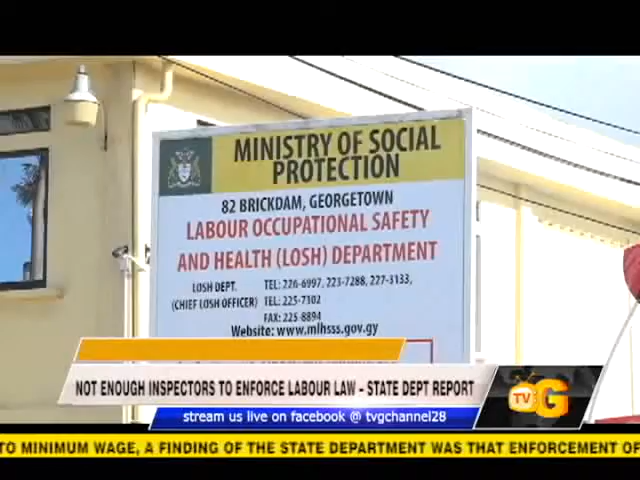 MINISTRY OF SOCIAL
PROTECTION
82 BRICKDAM, GEORGETOWN
LABOUR OCCUPATIONAL SAFETY
AND HEALTH (LOSH) DEPARTMENT
LOSH DEPT. TEL: 226-6997, 223-7288, 227-3133,
(CHIEF LOSH OFFICER) TEL: 225-7302
FAX: 225-8894
Website: www.mlhsss.gov.gy
NOT ENOUGH INSPECTORS TO ENFORCE LABOUR LAW – STATE DEPT REPORT
TV G
stream us live on facebook @ tvgchannel28
TO MINIMUM WAGE, A FINDING OF THE STATE DEPARTMENT WAS THAT ENFORCEMENT OF